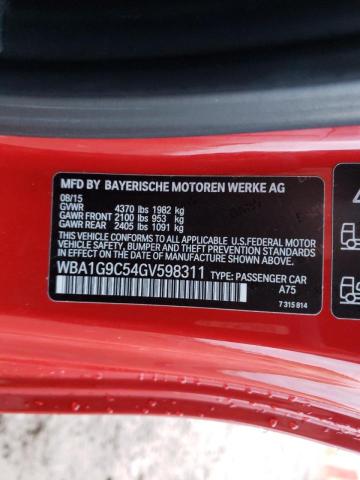 MFD BY BAYERISCHE MOTOREN WERKE AG
08/15
GVWR 4370 lbs 1982 kg
GAWR FRONT 2100 lbs 953 kg
GAWR REAR 2405 lbs 1091 kg
THIS VEHICLE CONFORMS TO ALL APPLICABLE U.S.FEDERAL MOTOR
VEHICLE SAFETY, BUMPER, AND THEFT PREVENTION STANDARDS
IN EFFECT ON THE DATE OF MANUFACTURE SHOWN ABOVE.
WBA1G9C54GV598311 TYPE: PASSENGER CAR
A75
7 315 814
4